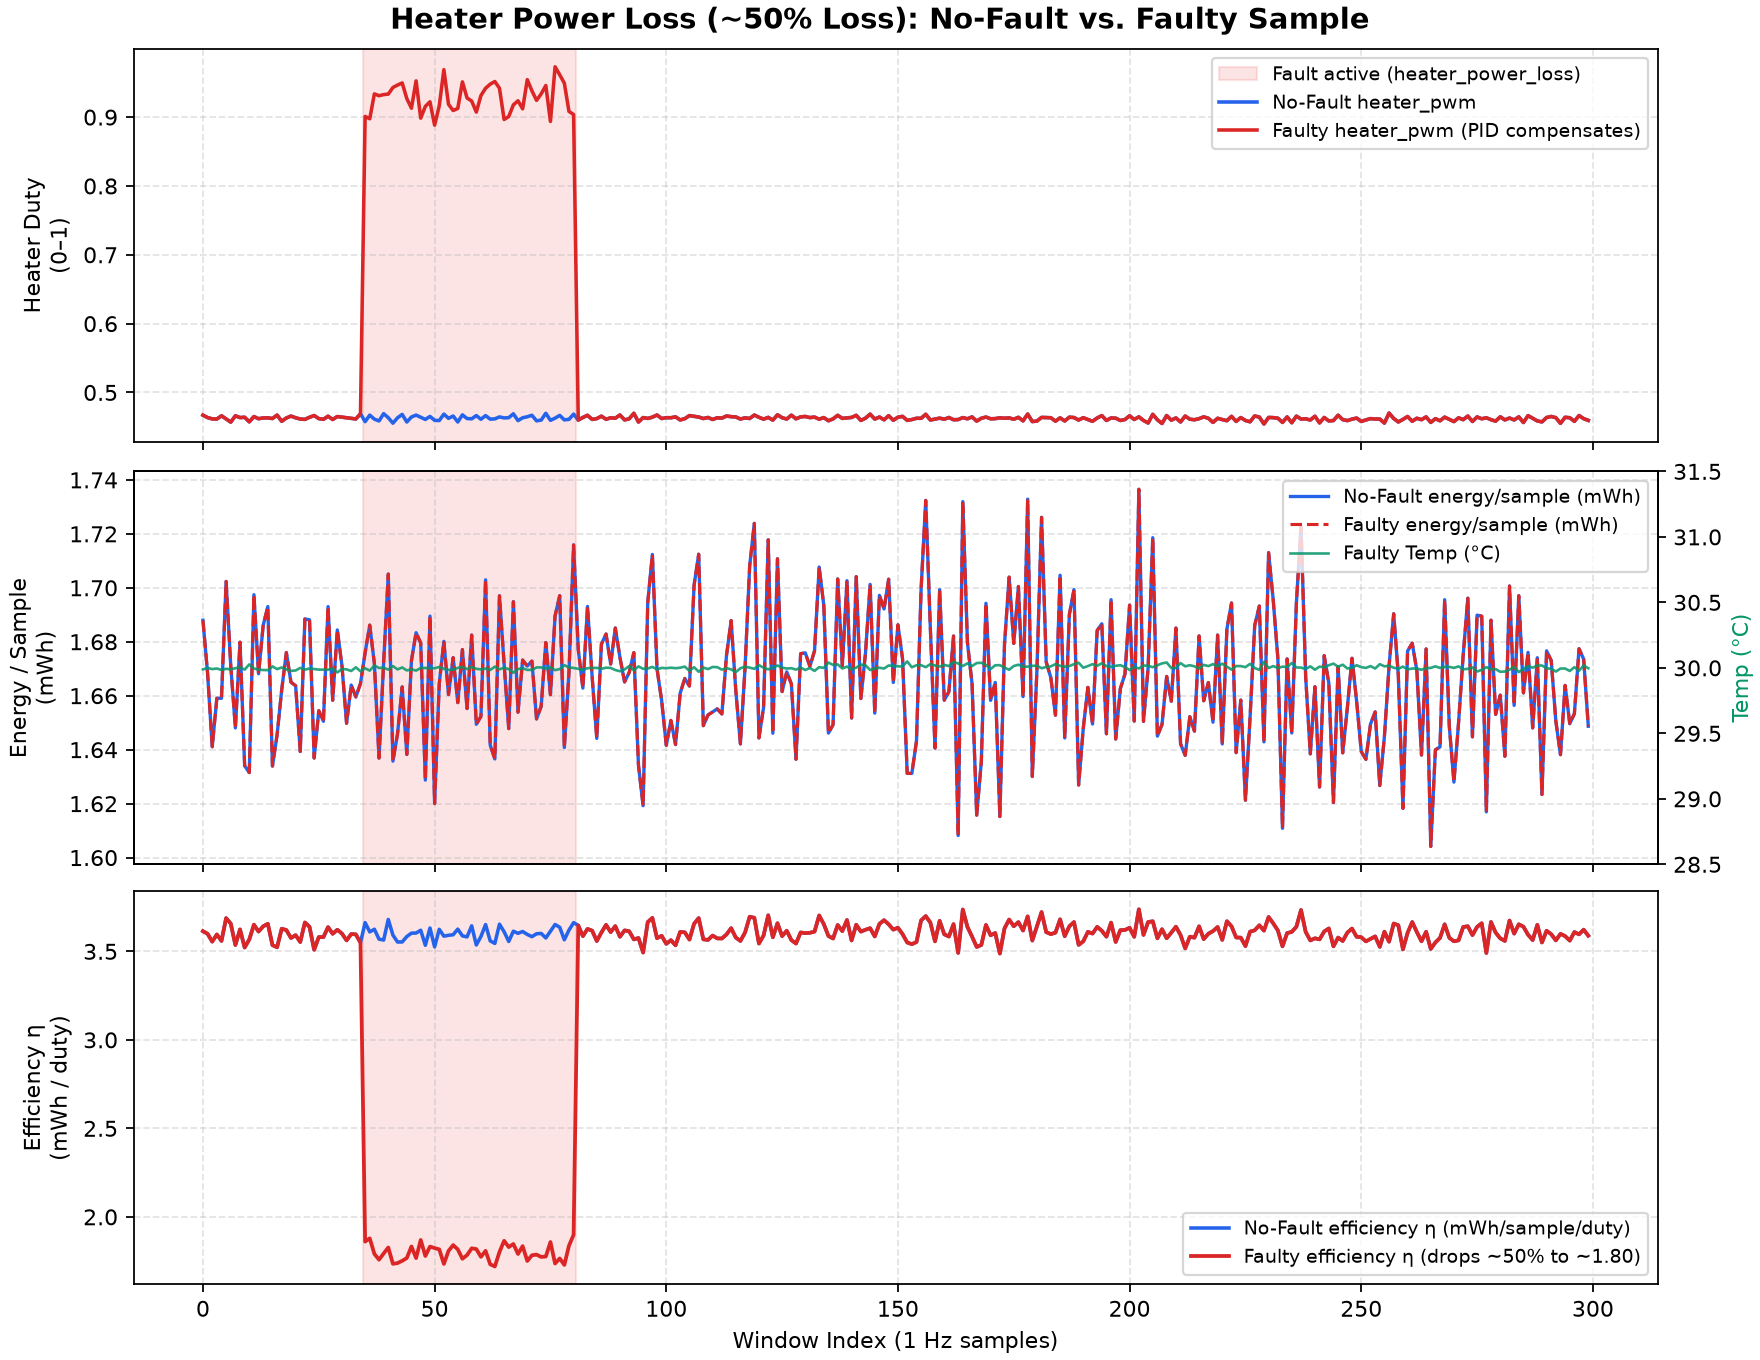 Heater Power Loss (~50% Loss): No-Fault vs. Faulty Sample
Heater Duty
(0–1)
0.9
0.8
0.7
0.6
0.5
Fault active (heater_power_loss)
No-Fault heater_pwm
Faulty heater_pwm (PID compensates)
Energy / Sample
(mWh)
1.74
1.72
1.70
1.68
1.66
1.64
1.62
1.60
No-Fault energy/sample (mWh)
Faulty energy/sample (mWh)
Faulty Temp (°C)
31.5
31.0
30.5
30.0
29.5
29.0
28.5
Temp (°C)
Efficiency η
(mWh / duty)
3.5
3.0
2.5
2.0
No-Fault efficiency η (mWh/sample/duty)
Faulty efficiency η (drops ~50% to ~1.80)
0 50 100 150 200 250 300
Window Index (1 Hz samples)